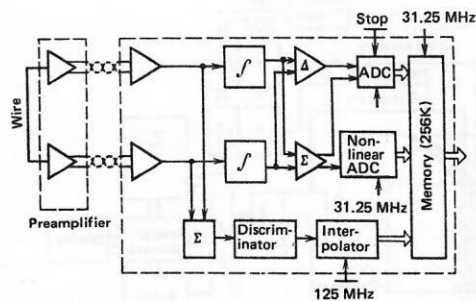 Stop
31.25 MHz
∫
Δ
ADC
Wire
Memory (256K)
∫
Σ
Non-
linear
ADC
31.25 MHz
Preamplifier
Σ
Discrim-
inator
Inter-
polator
125 MHz